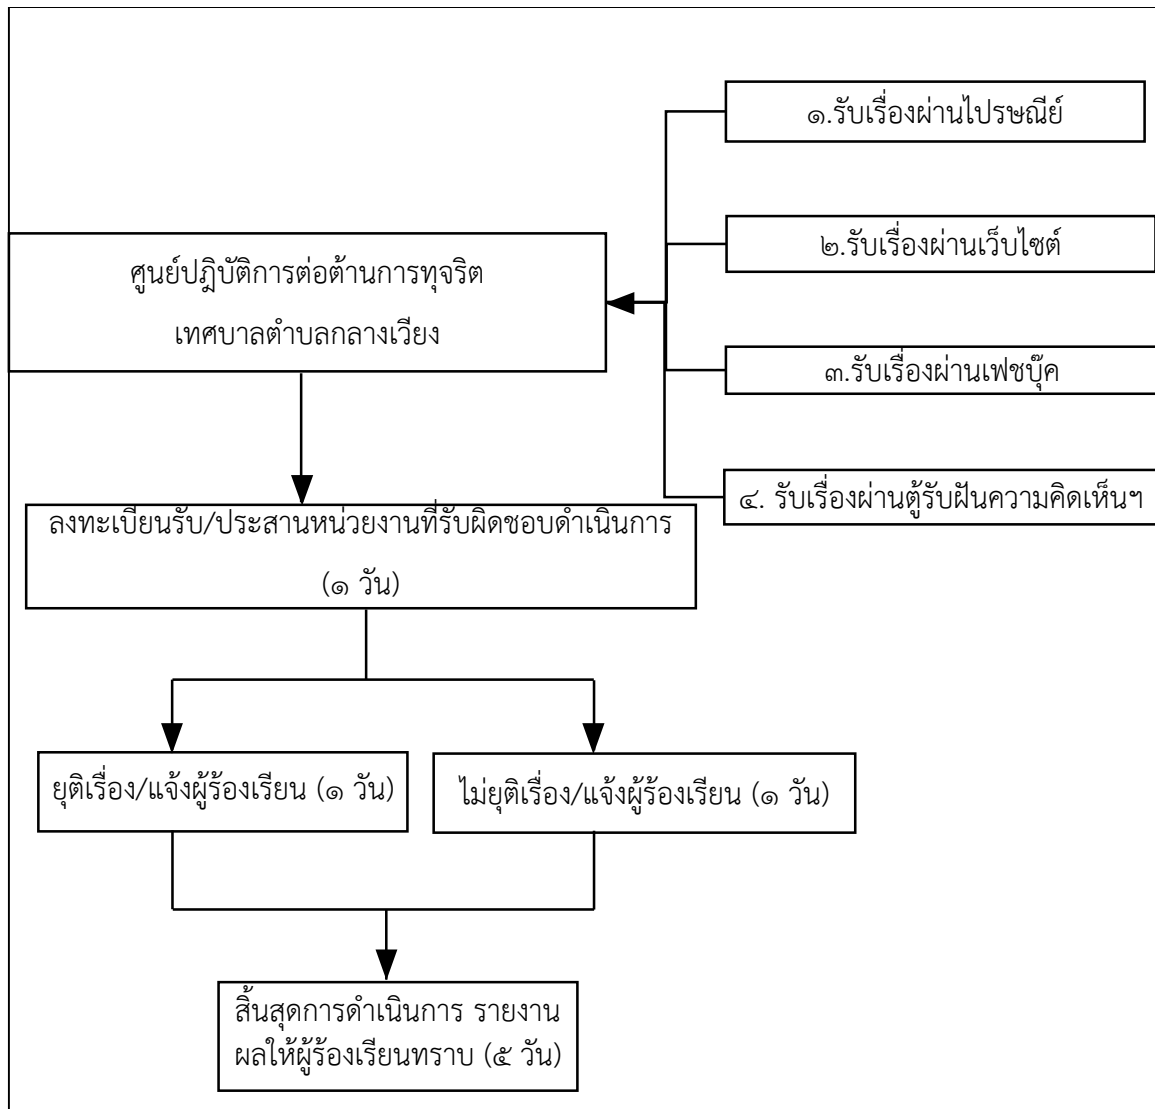 ๑.รับเรื่องผ่านไปรษณีย์
๒.รับเรื่องผ่านเว็บไซต์
ศูนย์ปฎิบัติการต่อต้านการทุจริต
เทศบาลตำบลกลางเวียง
๓.รับเรื่องผ่านเฟซบุ๊ค
๔. รับเรื่องผ่านตู้รับฝันความคิดเห็นฯ
ลงทะเบียนรับ/ประสานหน่วยงานที่รับผิดชอบดำเนินการ
(๑ วัน)
ยุติเรื่อง/แจ้งผู้ร้องเรียน (๑ วัน)
ไม่ยุติเรื่อง/แจ้งผู้ร้องเรียน (๑ วัน)
สิ้นสุดการดำเนินการ รายงาน
ผลให้ผู้ร้องเรียนทราบ (๕ วัน)